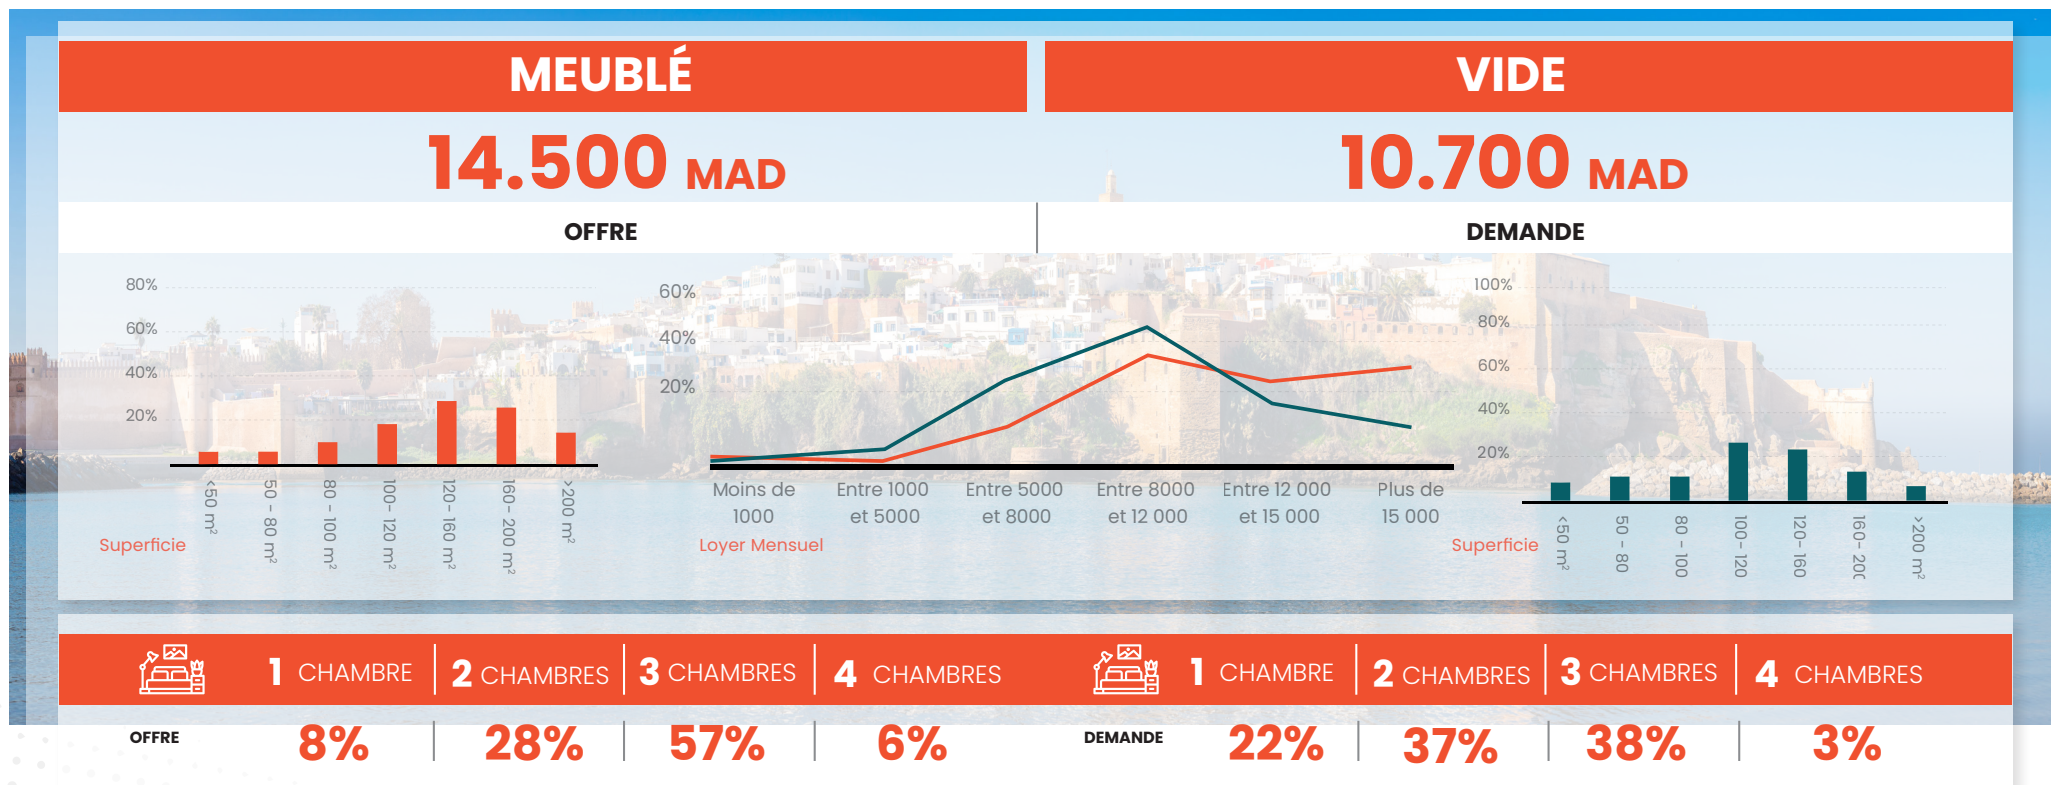 MEUBLÉ
VIDE
14.500 MAD
10.700 MAD
OFFRE
DEMANDE
80%
60%
40%
20%
<50 m²
50 - 80 m²
80 - 100 m²
100- 120 m²
120- 160 m²
160- 200 m²
>200 m²
Superficie
60%
40%
20%
Moins de
1000
Entre 1000
et 5000
Entre 5000
et 8000
Entre 8000
et 12 000
Entre 12 000
et 15 000
Plus de
15 000
Loyer Mensuel
100%
80%
60%
40%
20%
<50 m²
50 - 80
80 - 100
100- 120
120- 160
160- 200
>200 m²
Superficie
1 CHAMBRE
2 CHAMBRES
3 CHAMBRES
4 CHAMBRES
1 CHAMBRE
2 CHAMBRES
3 CHAMBRES
4 CHAMBRES
OFFRE
8%
28%
57%
6%
DEMANDE
22%
37%
38%
3%